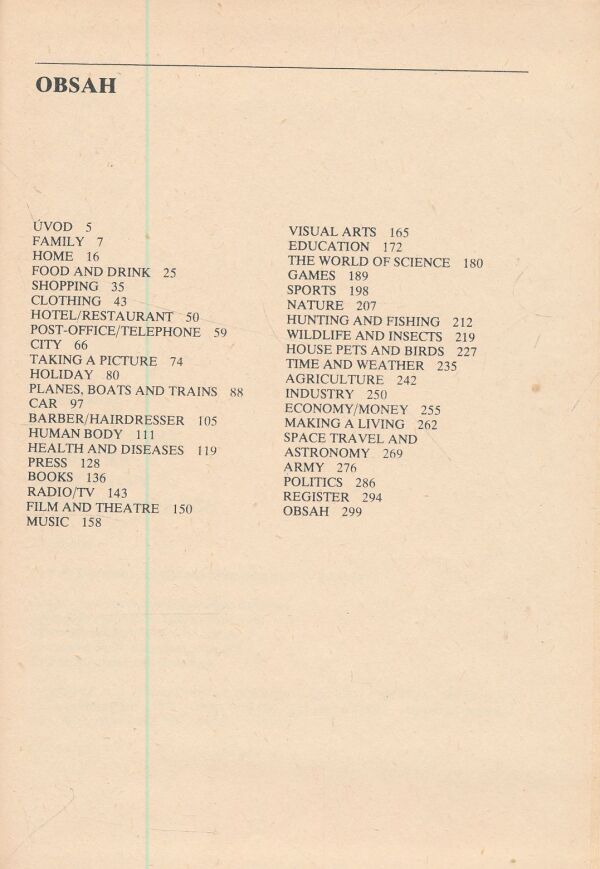 OBSAH
ÚVOD 5
FAMILY 7
HOME 16
FOOD AND DRINK 25
SHOPPING 35
CLOTHING 43
HOTEL/RESTAURANT 50
POST-OFFICE/TELEPHONE 59
CITY 66
TAKING A PICTURE 74
HOLIDAY 80
PLANES, BOATS AND TRAINS 88
CAR 97
BARBER/HAIRDRESSER 105
HUMAN BODY 111
HEALTH AND DISEASES 119
PRESS 128
BOOKS 136
RADIO/TV 143
FILM AND THEATRE 150
MUSIC 158
VISUAL ARTS 165
EDUCATION 172
THE WORLD OF SCIENCE 180
GAMES 189
SPORTS 198
NATURE 207
HUNTING AND FISHING 212
WILDLIFE AND INSECTS 219
HOUSE PETS AND BIRDS 227
TIME AND WEATHER 235
AGRICULTURE 242
INDUSTRY 250
ECONOMY/MONEY 255
MAKING A LIVING 262
SPACE TRAVEL AND
ASTRONOMY 269
ARMY 276
POLITICS 286
REGISTER 294
OBSAH 299